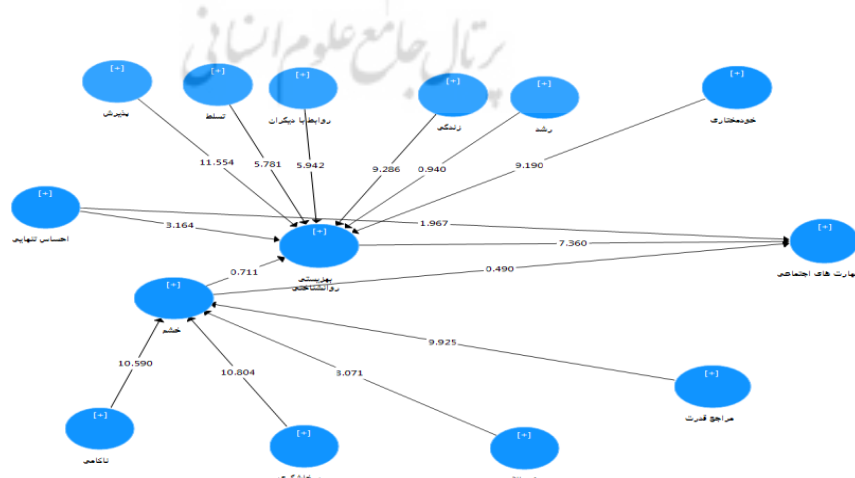 پرتال جامع علوم انسانی
[+]
[+]
[+]
[+]
[+]
[+]
پذیرش
تسلط
روابط با دیگران
زندگی
رشد
خودمختاری
11.554
5.781
5.942
9.286
0.940
9.190
[+]
احساس تنهایی
3.164
1.967
[+]
بهزیستی
روانشناختی
7.360
[+]
مهارت های اجتماعی
0.711
0.490
[+]
خشم
10.590
10.804
3.071
9.925
[+]
مراجع قدرت
[+]
ناکامی
[+]
[+]